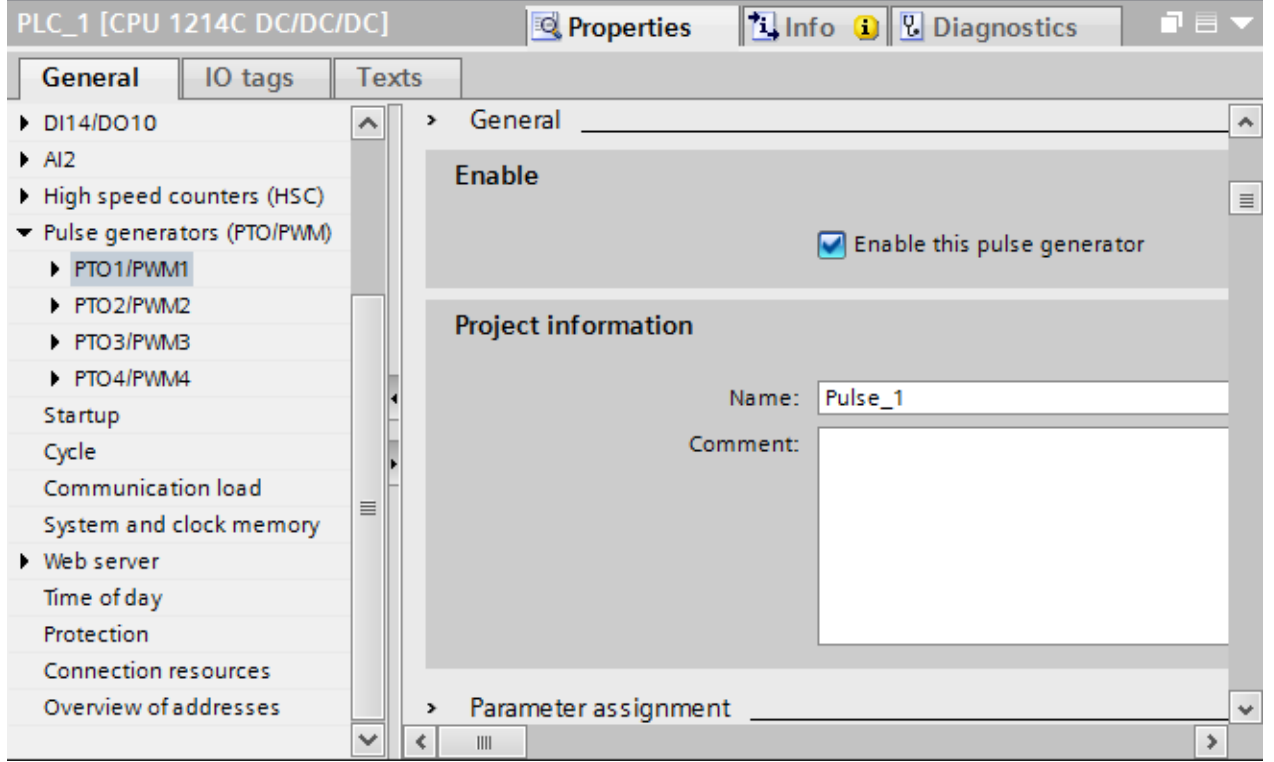 PLC_1 [CPU 1214C DC/DC/DC]
Properties
Info
Diagnostics
General
IO tags
Texts
DI14/DO10
AI2
High speed counters (HSC)
Pulse generators (PTO/PWM)
PTO1/PWM1
PTO2/PWM2
PTO3/PWM3
PTO4/PWM4
Startup
Cycle
Communication load
System and clock memory
Web server
Time of day
Protection
Connection resources
Overview of addresses
General
Enable
Enable this pulse generator
Project information
Name: Pulse_1
Comment:
Parameter assignment